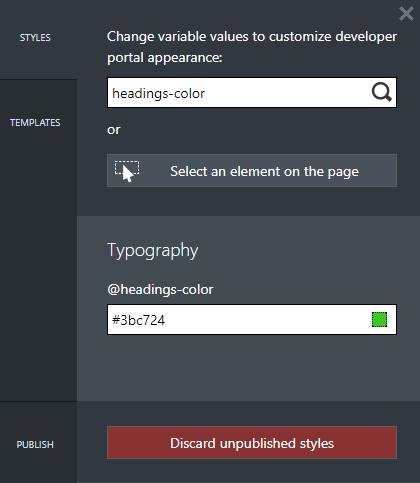 STYLES
TEMPLATES
PUBLISH
Change variable values to customize developer
portal appearance:
headings-color
or
Select an element on the page
Typography
@headings-color
#3bc724
Discard unpublished styles